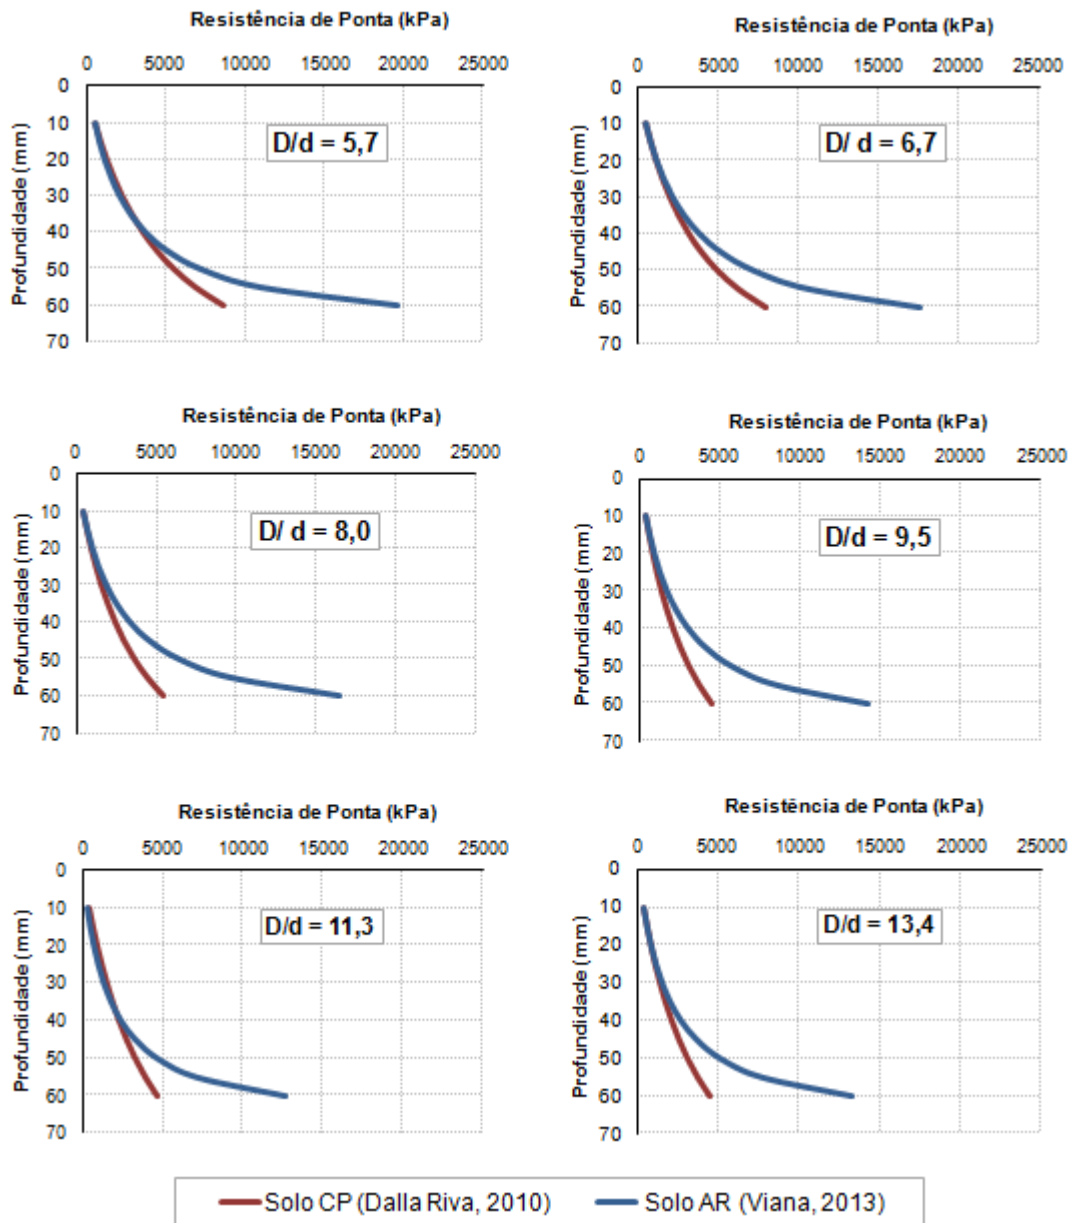 Resistência de Ponta (kPa)
0 5000 10000 15000 20000 25000
Profundidade (mm)
0
10
20
30
40
50
60
70
D/d = 5,7
Resistência de Ponta (kPa)
0 5000 10000 15000 20000 25000
Profundidade (mm)
0
10
20
30
40
50
60
70
D/ d = 6,7
Resistência de Ponta (kPa)
0 5000 10000 15000 20000 25000
Profundidade (mm)
0
10
20
30
40
50
60
70
D/ d = 8,0
Resistência de Ponta (kPa)
0 5000 10000 15000 20000 25000
Profundidade (mm)
0
10
20
30
40
50
60
70
D/d = 9,5
Resistência de Ponta (kPa)
0 5000 10000 15000 20000 25000
Profundidade (mm)
0
10
20
30
40
50
60
70
D/d = 11,3
Resistência de Ponta (kPa)
0 5000 10000 15000 20000 25000
Profundidade (mm)
0
10
20
30
40
50
60
70
D/d = 13,4
Solo CP (Dalla Riva, 2010) Solo AR (Viana, 2013)